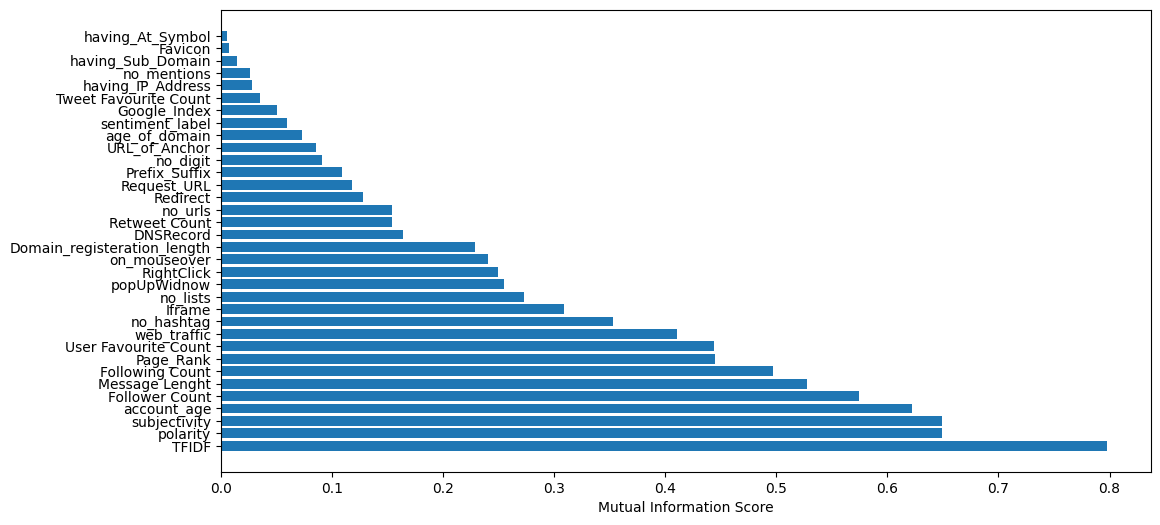 having_At_Symbol
Favicon
having_Sub_Domain
no_mentions
having_IP_Address
Tweet Favourite Count
Google_Index
sentiment_label
age_of_domain
URL_of_Anchor
no_digit
Prefix_Suffix
Request_URL
Redirect
no_urls
Retweet Count
DNSRecord
Domain_registeration_length
on_mouseover
RightClick
popUpWidnow
no_lists
Iframe
no_hashtag
web_traffic
User Favourite Count
Page_Rank
Following Count
Message Lenght
Follower Count
account_age
subjectivity
polarity
TFIDF
0.0 0.1 0.2 0.3 0.4 0.5 0.6 0.7 0.8
Mutual Information Score